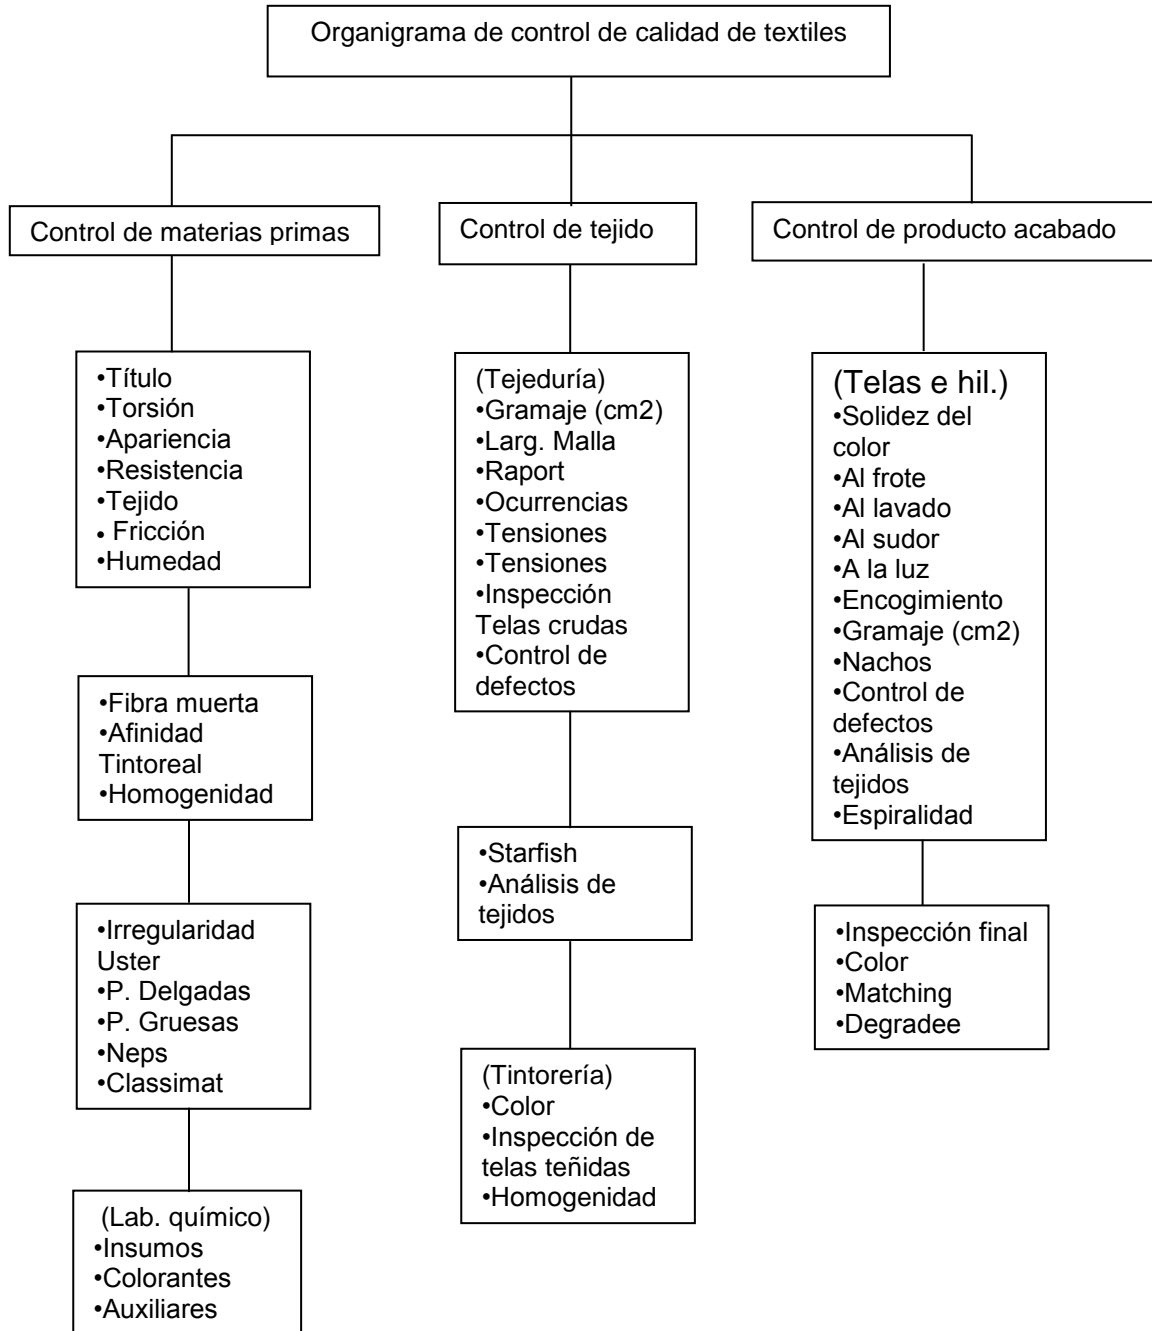 Organigrama de control de calidad de textiles
Control de materias primas
•Título
•Torsión
•Apariencia
•Resistencia
•Tejido
• Fricción
•Humedad
•Fibra muerta
•Afinidad
Tintoreal
•Homogenidad
•Irregularidad
Uster
•P. Delgadas
•P. Gruesas
•Neps
•Classimat
(Lab. químico)
•Insumos
•Colorantes
•Auxiliares
Control de tejido
(Tejeduría)
•Gramaje (cm2)
•Larg. Malla
•Raport
•Ocurrencias
•Tensiones
•Tensiones
•Inspección
Telas crudas
•Control de
defectos
•Starfish
•Análisis de
tejidos
(Tintorería)
•Color
•Inspección de
telas teñidas
•Homogenidad
Control de producto acabado
(Telas e hil.)
•Solidez del
color
•Al frote
•Al lavado
•Al sudor
•A la luz
•Encogimiento
•Gramaje (cm2)
•Nachos
•Control de
defectos
•Análisis de
tejidos
•Espiralidad
•Inspección final
•Color
•Matching
•Degradee